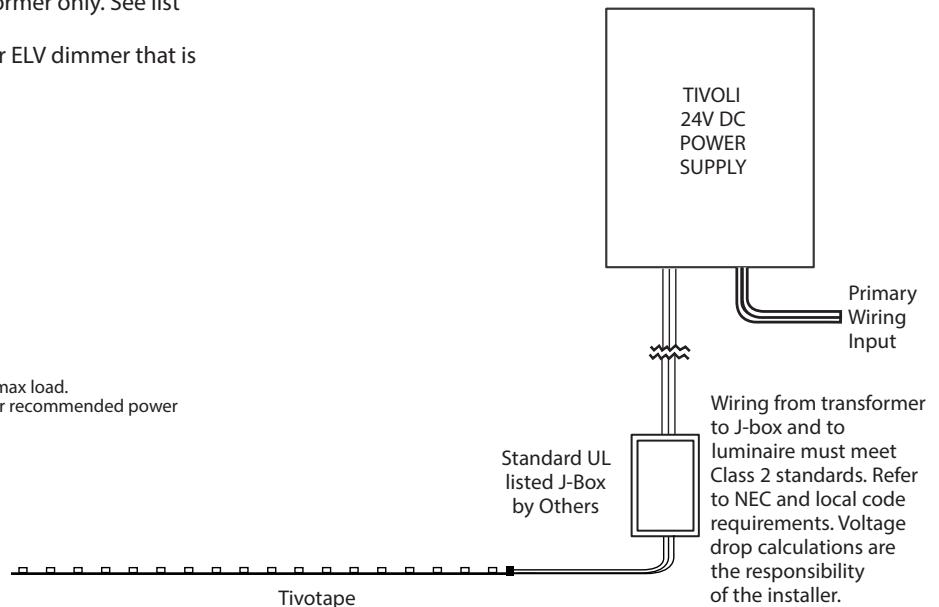 ormer only. See list
r ELV dimmer that is
TIVOLI
24V DC
POWER
SUPPLY
Primary
Wiring
Input
max load.
r recommended power
Standard UL
listed J-Box
by Others
Wiring from transformer
to J-box and to
luminaire must meet
Class 2 standards. Refer
to NEC and local code
requirements. Voltage
drop calculations are
the responsibility
of the installer.
Tivotape